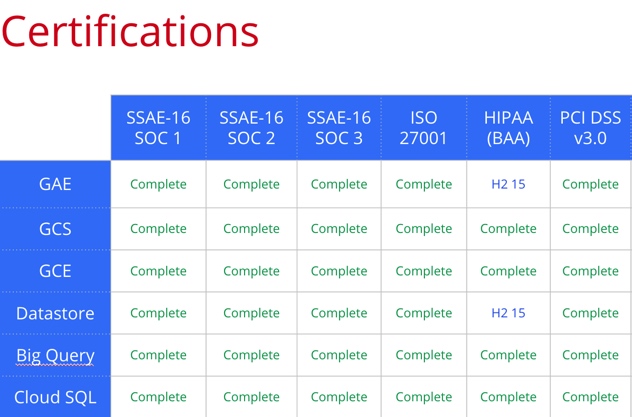 Certifications
SSAE-16 SSAE-16 SSAE-16 ISO HIPAA PCI DSS
SOC 1 SOC 2 SOC 3 27001 (BAA) v3.0
GAE Complete Complete Complete Complete H2 15 Complete
GCS Complete Complete Complete Complete Complete Complete
GCE Complete Complete Complete Complete Complete Complete
Datastore Complete Complete Complete Complete H2 15 Complete
Big Query Complete Complete Complete Complete Complete Complete
Cloud SQL Complete Complete Complete Complete Complete Complete